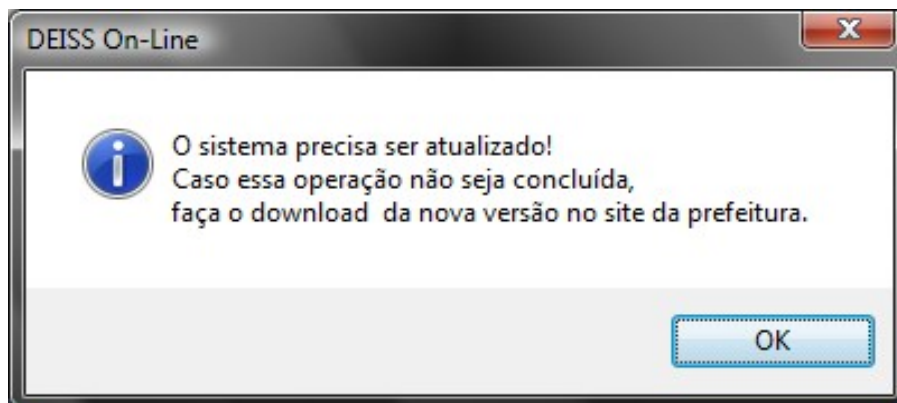 DEISS On-Line
O sistema precisa ser atualizado!
Caso essa operação não seja concluída,
faça o download  da nova versão no site da prefeitura.
OK